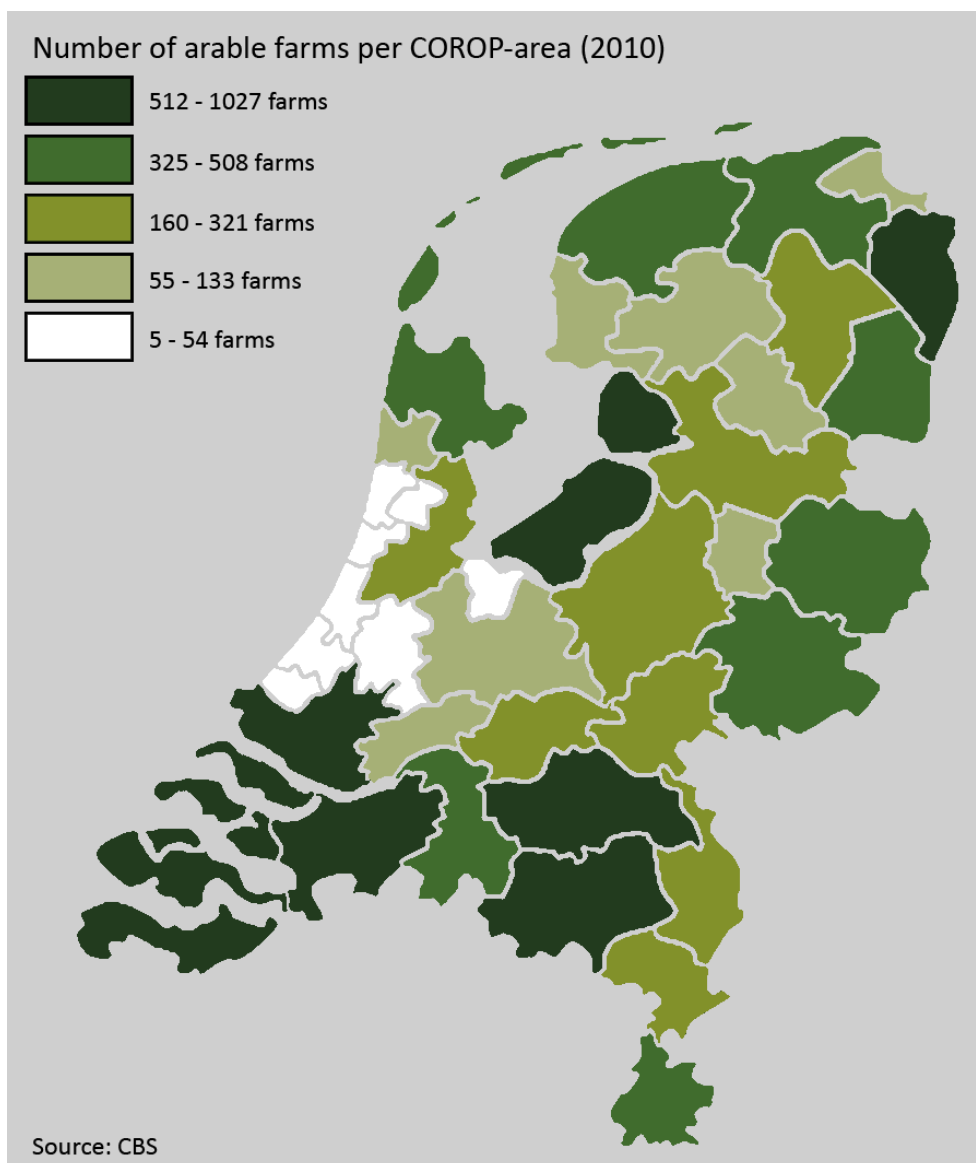 Number of arable farms per COROP-area (2010)
512 - 1027 farms
325 - 508 farms
160 - 321 farms
55 - 133 farms
5 - 54 farms
Source: CBS